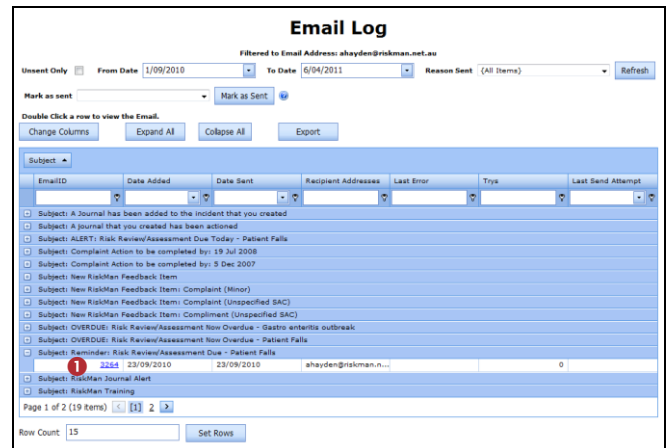 Email Log
Filtered to Email Address: ahayden@riskman.net.au
Unsent Only From Date 1/09/2010 To Date 6/04/2011 Reason Sent {All Items} Refresh
Mark as sent Mark as Sent
Double Click a row to view the Email.
Change Columns Expand All Collapse All Export
Subject
EmailID Date Added Date Sent Recipient Addresses Last Error Trys Last Send Attempt
Subject: A Journal has been added to the incident that you created
Subject: A journal that you created has been actioned
Subject: ALERT: Risk Review/Assessment Due Today - Patient Falls
Subject: Complaint Action to be completed by: 19 Jul 2008
Subject: Complaint Action to be completed by: 5 Dec 2007
Subject: New RiskMan Feedback Item
Subject: New RiskMan Feedback Item: Complaint (Minor)
Subject: New RiskMan Feedback Item: Complaint (Unspecified SAC)
Subject: New RiskMan Feedback Item: Compliment (Unspecified SAC)
Subject: OVERDUE: Risk Review/Assessment Now Overdue - Gastro enteritis outbreak
Subject: OVERDUE: Risk Review/Assessment Now Overdue - Patient Falls
Subject: Reminder: Risk Review/Assessment Due - Patient Falls
1 3264 23/09/2010 23/09/2010 ahayden@riskman.n... 0
Subject: RiskMan Journal Alert
Subject: RiskMan Training
Page 1 of 2 (19 items) < [1] 2 >
Row Count 15 Set Rows